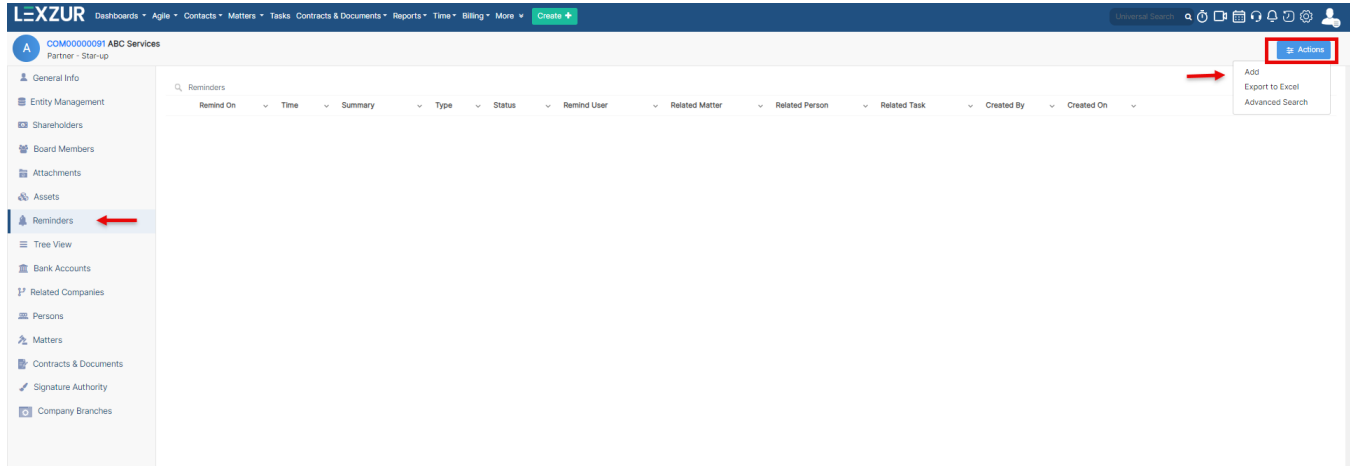 LEXZUR Dashboards Agile Contacts Matters Tasks Contracts & Documents Reports Time Billing More Create + Universal Search
A COM00000091 ABC Services
Partner - Star-up
Actions
Add
Export to Excel
Advanced Search
General Info
Entity Management
Shareholders
Board Members
Attachments
Assets
Reminders
Tree View
Bank Accounts
Related Companies
Persons
Matters
Contracts & Documents
Signature Authority
Company Branches
Reminders
Remind On Time Summary Type Status Remind User Related Matter Related Person Related Task Created By Created On